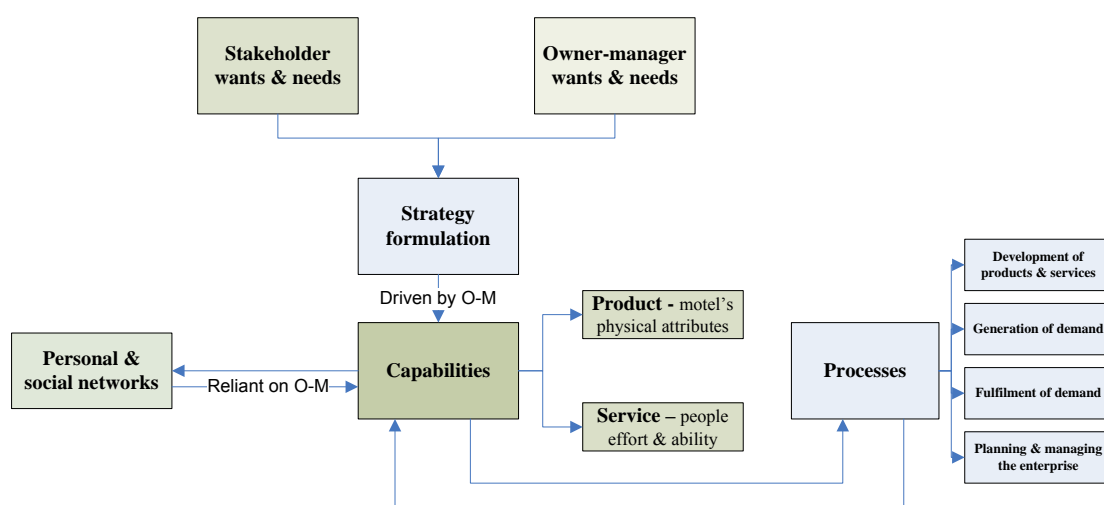 Stakeholder
wants & needs
Owner-manager
wants & needs
Strategy
formulation
Driven by O-M
Personal &
social networks
Reliant on O-M
Capabilities
Product - motel's
physical attributes
Service – people
effort & ability
Processes
Development of
products & services
Generation of demand
Fulfilment of demand
Planning & managing
the enterprise